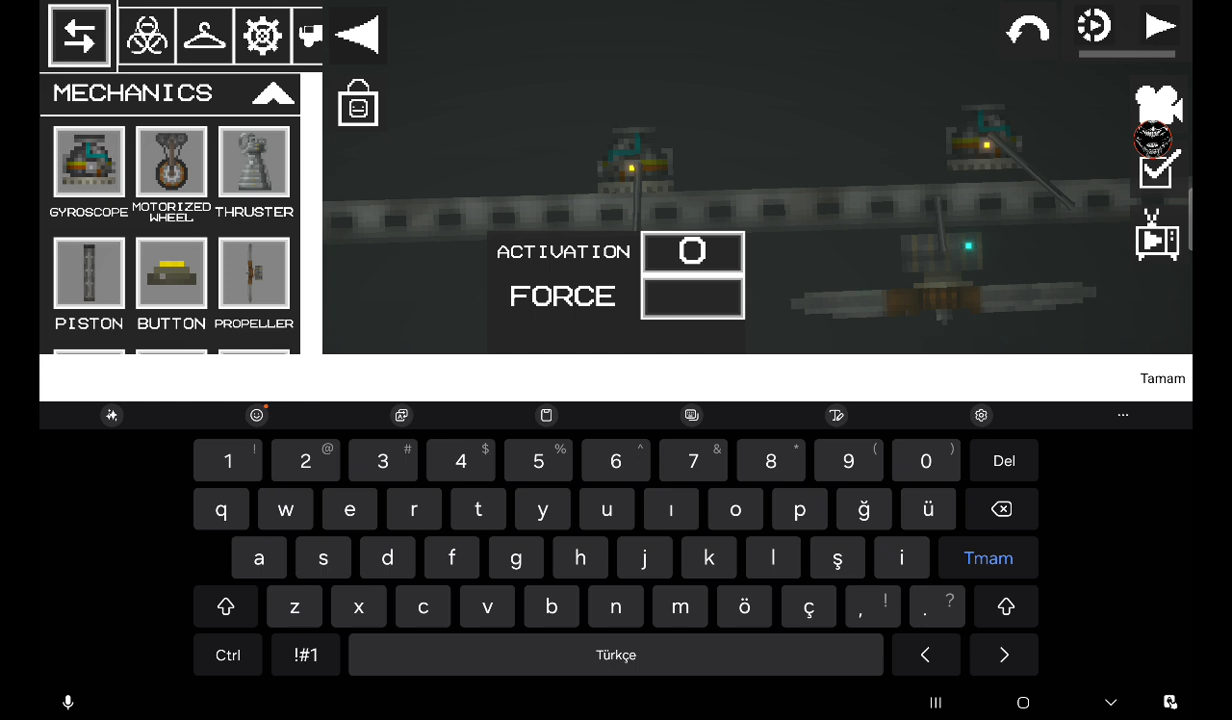 MECHANICS
GYROSCOPE
MOTORIZED
WHEEL
THRUSTER
PISTON
BUTTON
PROPELLER
ACTIVATION 0
FORCE
Tamam
1 ! 2 @ 3 # 4 $ 5 % 6 ^ 7 & 8 * 9 ( 0 ) Del
q w e r t y u ı o p ğ ü
a s d f g h j k l ş i Tmam
z x c v b n m ö ç , ! . ?
Ctrl !#1 Türkçe < >